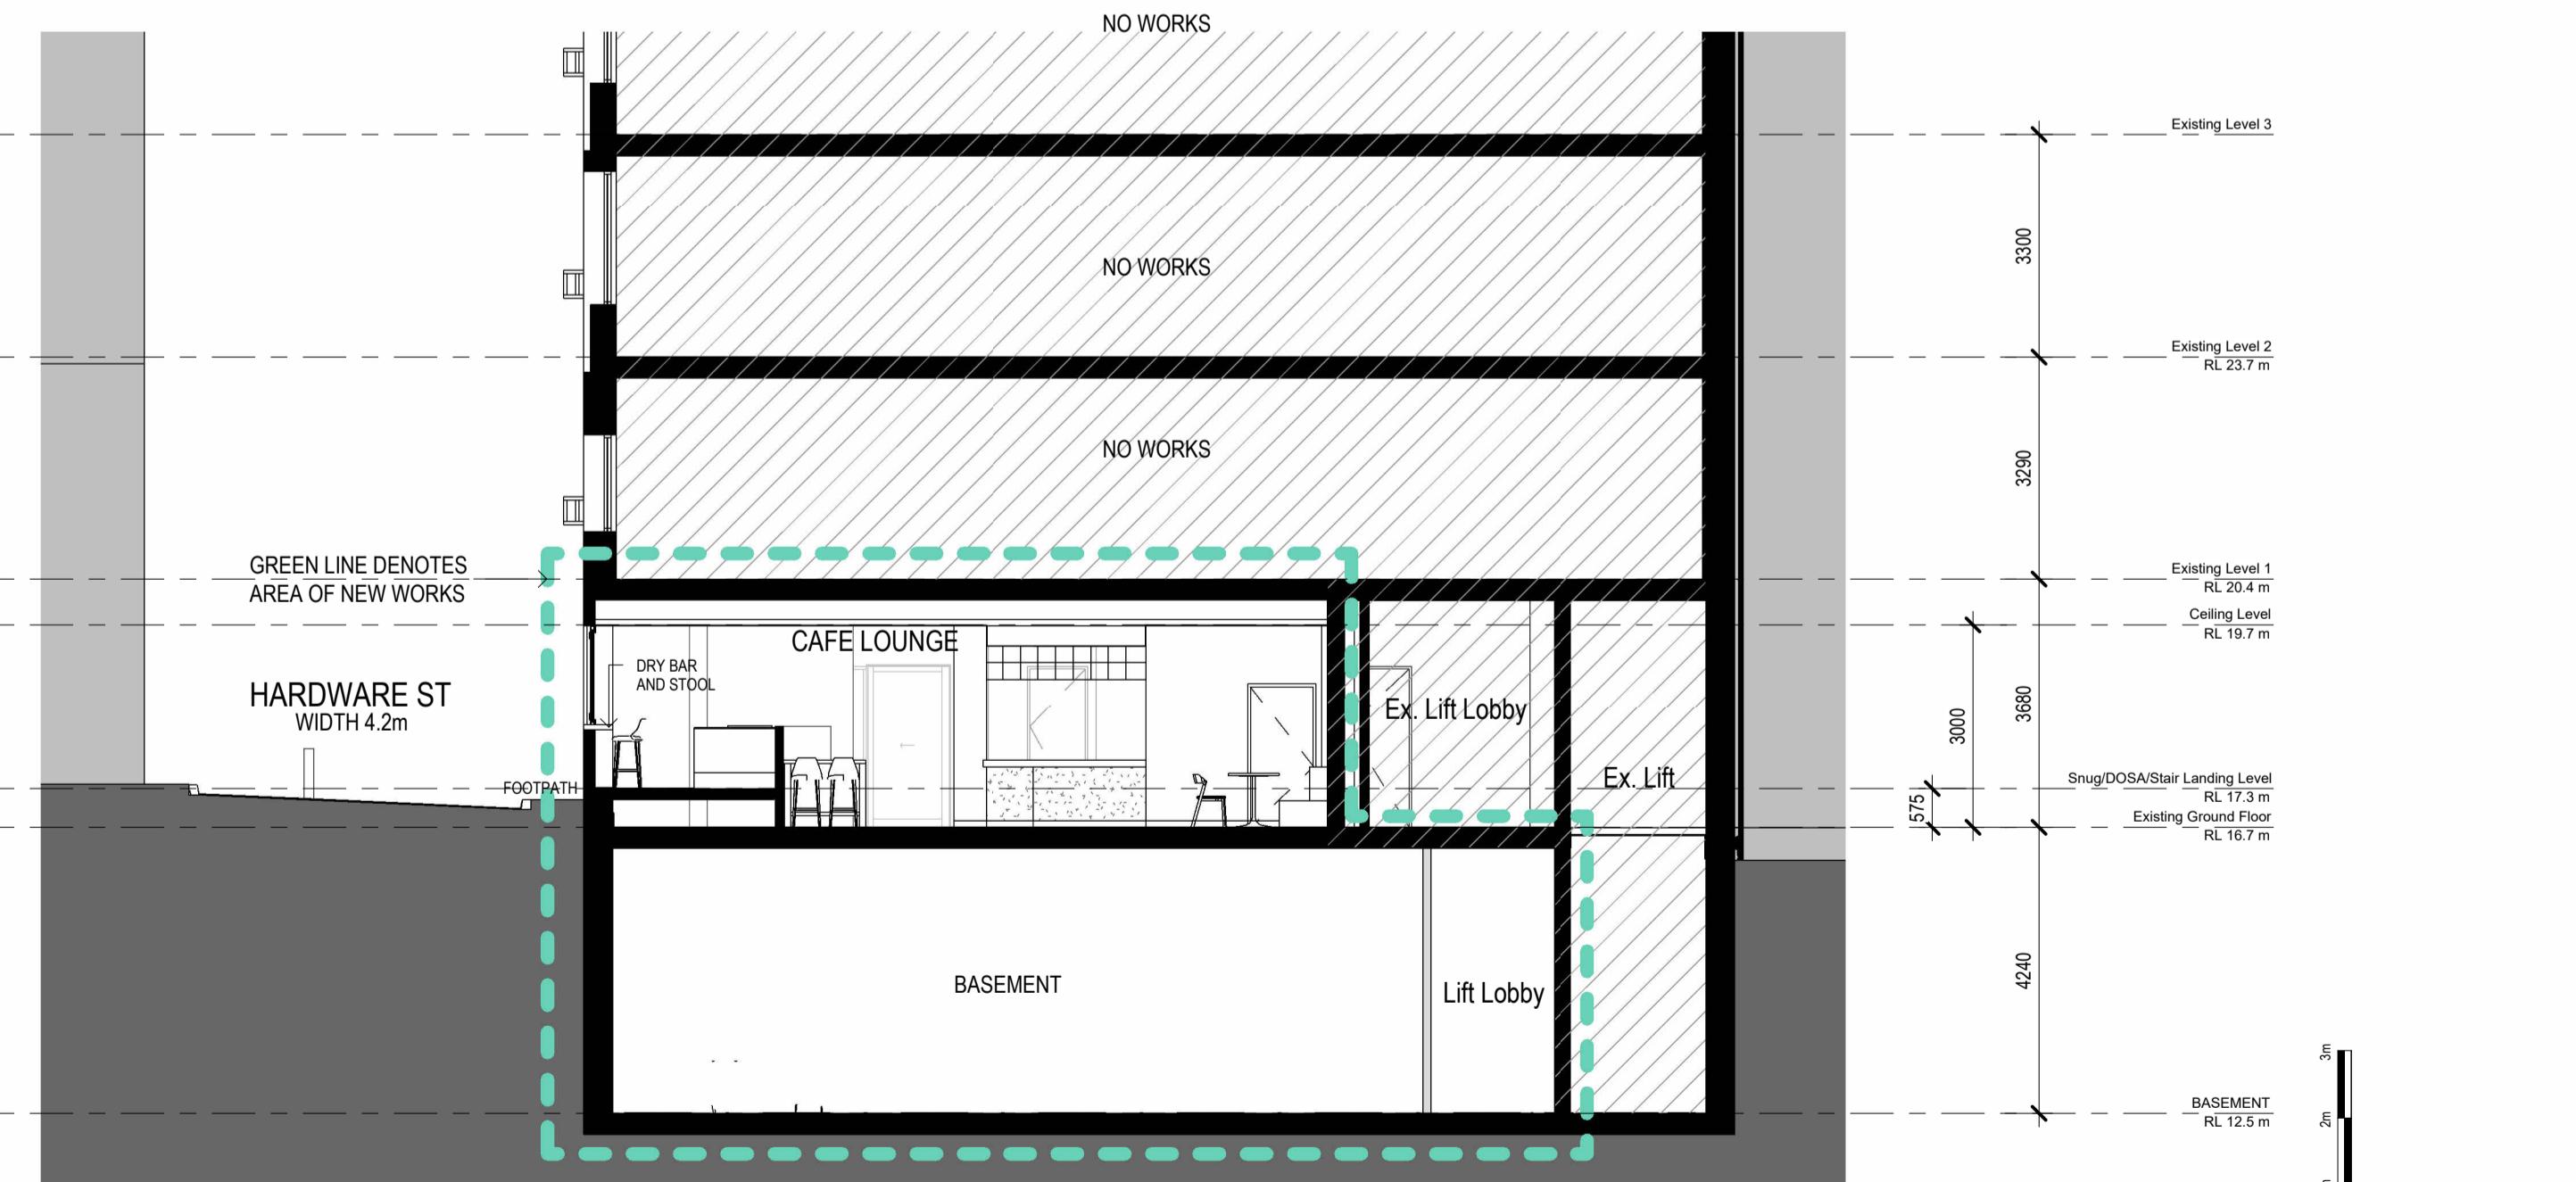 NO WORKS
Existing Level 3
3300
NO WORKS
Existing Level 2
RL 23.7 m
NO WORKS
3290
GREEN LINE DENOTES
AREA OF NEW WORKS
Existing Level 1
RL 20.4 m
Ceiling Level
RL 19.7 m
CAFE LOUNGE
DRY BAR
AND STOOL
HARDWARE ST
WIDTH 4.2m
Ex. Lift Lobby
3000
3680
FOOTPATH
Ex. Lift
Snug/DOSA/Stair Landing Level
RL 17.3 m
575
Existing Ground Floor
RL 16.7 m
BASEMENT
Lift Lobby
4240
3m
BASEMENT
RL 12.5 m
2m